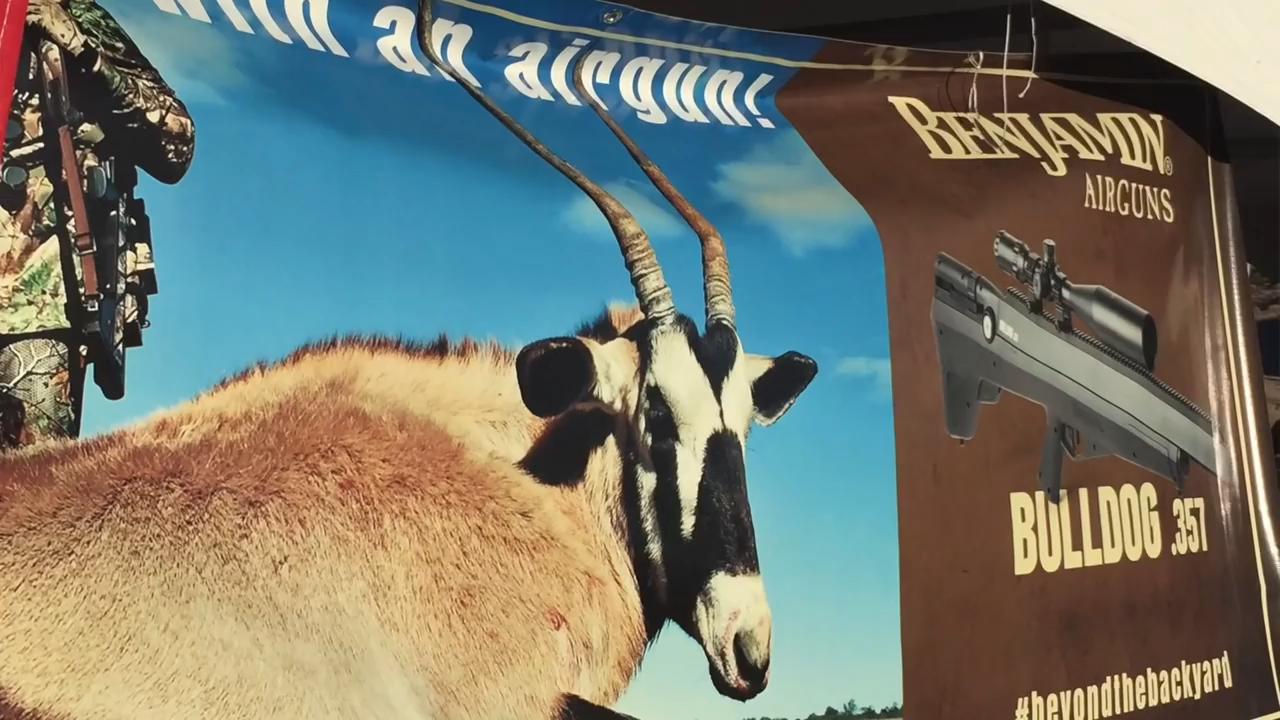 with an airgun!
BENJAMIN®
AIRGUNS
BULLDOG .357
#beyondthebackyard